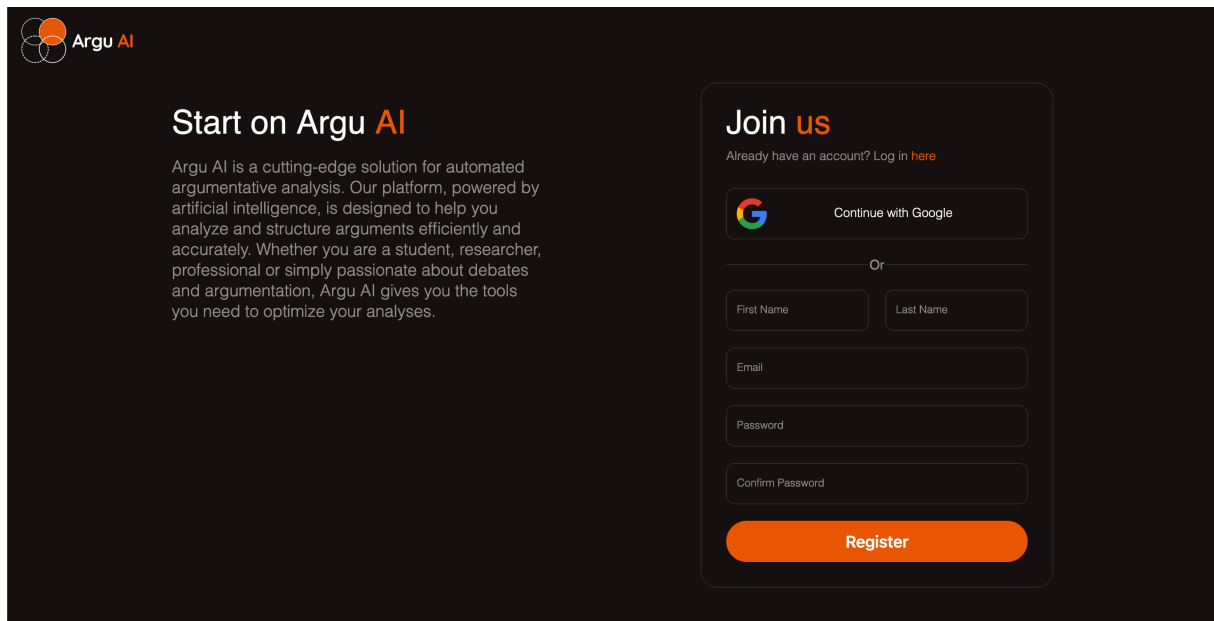 Argu AI
Start on Argu AI
Argu AI is a cutting-edge solution for automated
argumentative analysis. Our platform, powered by
artificial intelligence, is designed to help you
analyze and structure arguments efficiently and
accurately. Whether you are a student, researcher,
professional or simply passionate about debates
and argumentation, Argu AI gives you the tools
you need to optimize your analyses.
Join us
Already have an account? Log in here
Continue with Google
Or
First Name
Last Name
Email
Password
Confirm Password
Register